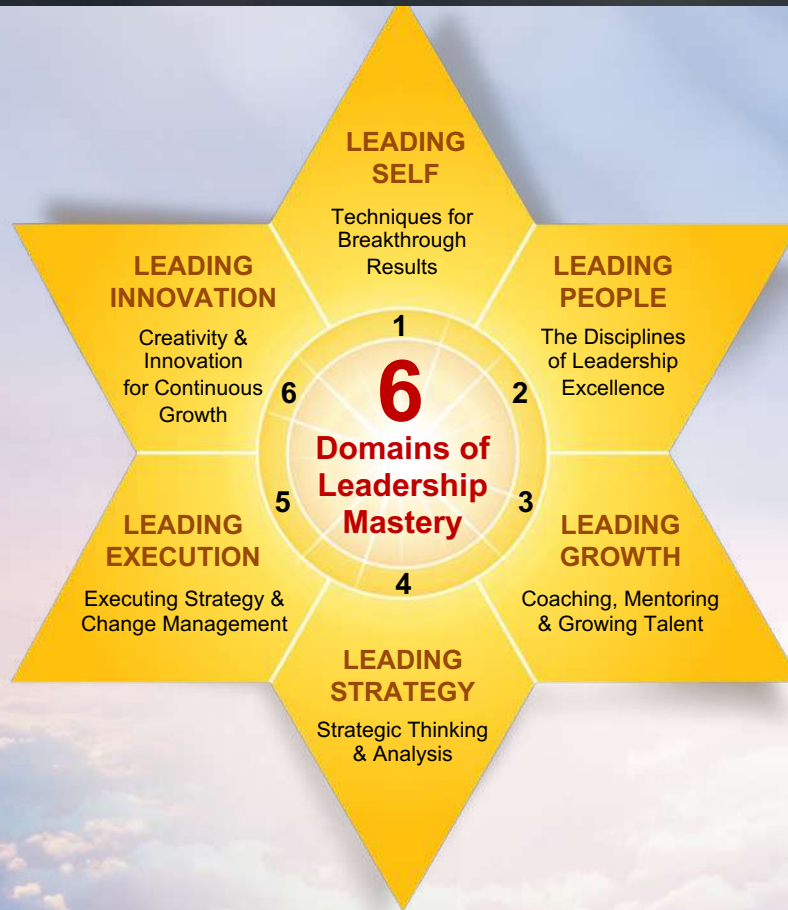 LEADING
SELF
Techniques for
Breakthrough
Results
LEADING
INNOVATION
Creativity &
Innovation
for Continuous
Growth
LEADING
PEOPLE
The Disciplines
of Leadership
Excellence
1
2
3
4
5
6
6
Domains of
Leadership
Mastery
LEADING
EXECUTION
Executing Strategy &
Change Management
LEADING
GROWTH
Coaching, Mentoring
& Growing Talent
LEADING
STRATEGY
Strategic Thinking
& Analysis